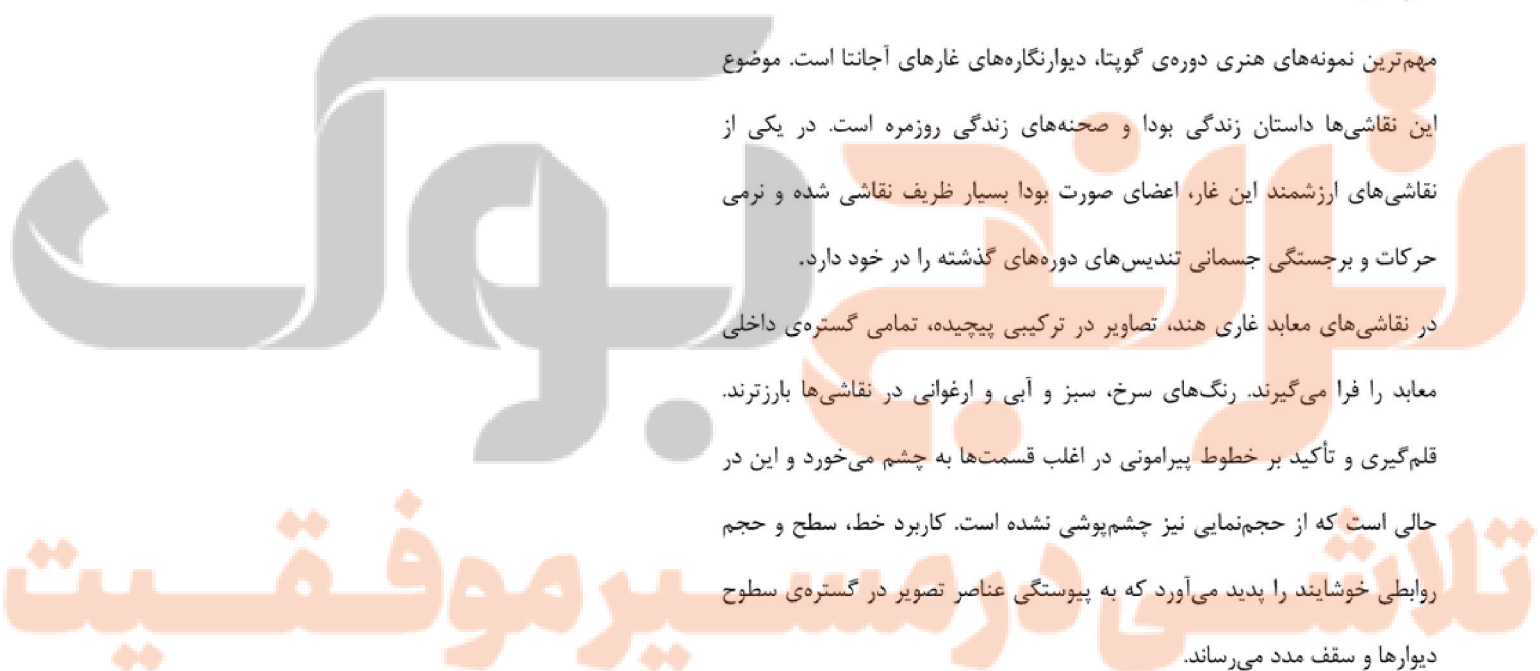 مهم‌ترین نمونه‌های هنری دوره‌ی گوپتا، دیوارنگاره‌های غارهای آجانتا است. موضوع
این نقاشی‌ها داستان زندگی بودا و صحنه‌های زندگی روزمره است. در یکی از
نقاشی‌های ارزشمند این غار، اعضای صورت بودا بسیار ظریف نقاشی شده و نرمی
حرکات و برجستگی جسمانی تندیس‌های دوره‌های گذشته را در خود دارد.
در نقاشی‌های معابد غاری هند، تصاویر در ترکیبی پیچیده، تمامی گستره‌ی داخلی
معابد را فرا می‌گیرند. رنگ‌های سرخ، سبز و آبی و ارغوانی در نقاشی‌ها بارزترند.
قلم‌گیری و تأکید بر خطوط پیرامونی در اغلب قسمت‌ها به چشم می‌خورد و این در
حالی است که از حجم‌نمایی نیز چشم‌پوشی نشده است. کاربرد خط، سطح و حجم
روابطی خوشایند را پدید می‌آورد که به پیوستگی عناصر تصویر در گستره‌ی سطوح
دیوارها و سقف مدد می‌رساند.
ترنج بوک
تلاشی در مسیر موفقیت